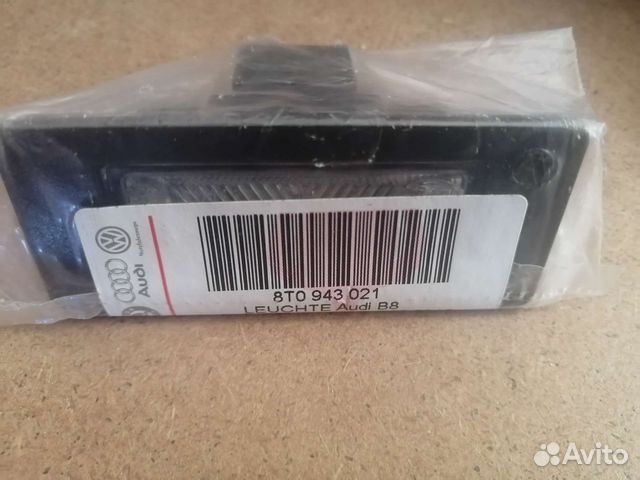 8T0 943 021
LEUCHTE Audi B8
Audi
Avito